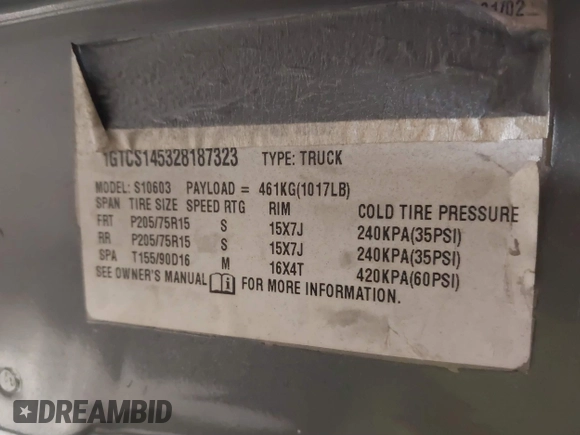 01/02
1GTCS145328187323 TYPE: TRUCK
MODEL: S10603 PAYLOAD = 461KG(1017LB)
SPAN TIRE SIZE SPEED RTG RIM COLD TIRE PRESSURE
FRT P205/75R15 S 15X7J 240KPA(35PSI)
RR P205/75R15 S 15X7J 240KPA(35PSI)
SPA T155/90D16 M 16X4T 420KPA(60PSI)
SEE OWNER'S MANUAL FOR MORE INFORMATION.
DREAMBID